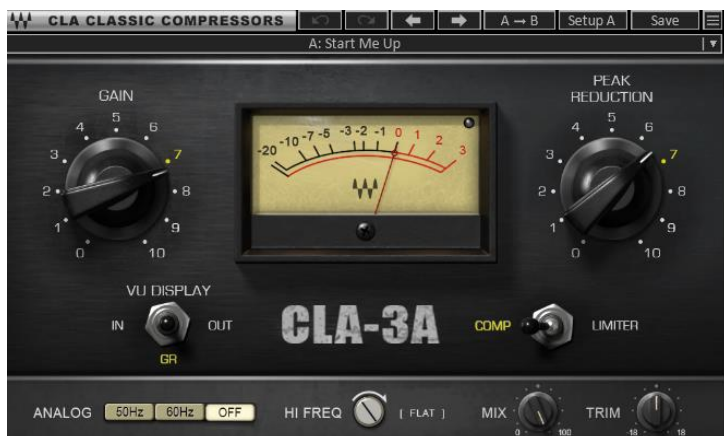 CLA CLASSIC COMPRESSORS
A → B
Setup A
Save
A: Start Me Up
GAIN
0 1 2 3 4 5 6 7 8 9 10
-20 -10 -7 -5 -3 -2 -1 0 1 2 3
PEAK
REDUCTION
0 1 2 3 4 5 6 7 8 9 10
VU DISPLAY
IN OUT
GR
CLA-3A
COMP LIMITER
ANALOG 50Hz 60Hz OFF HI FREQ [ FLAT ] MIX 0 100 TRIM -18 18